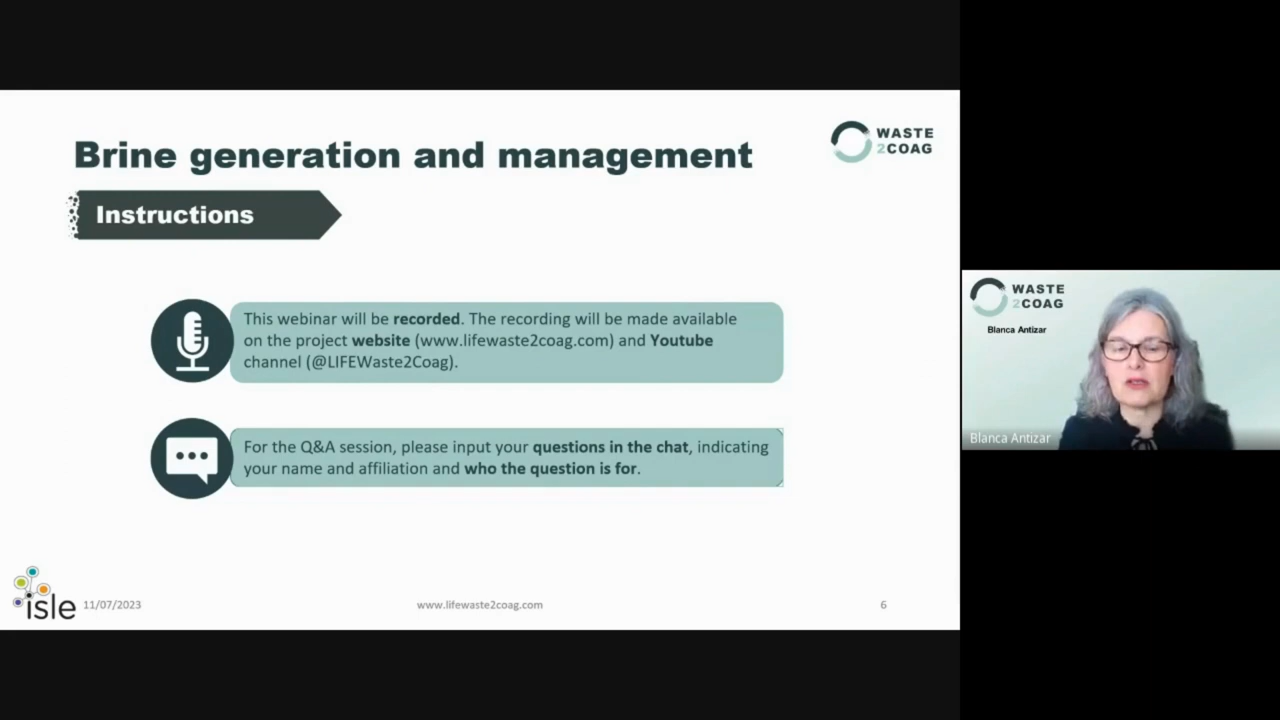 Brine generation and management
WASTE
2COAG
Instructions
This webinar will be recorded. The recording will be made available
on the project website (www.lifewaste2coag.com) and Youtube
channel (@LIFEWaste2Coag).
For the Q&A session, please input your questions in the chat, indicating
your name and affiliation and who the question is for.
isle
11/07/2023
www.lifewaste2coag.com
6
WASTE
2COAG
Blanca Antizar
Blanca Antizar